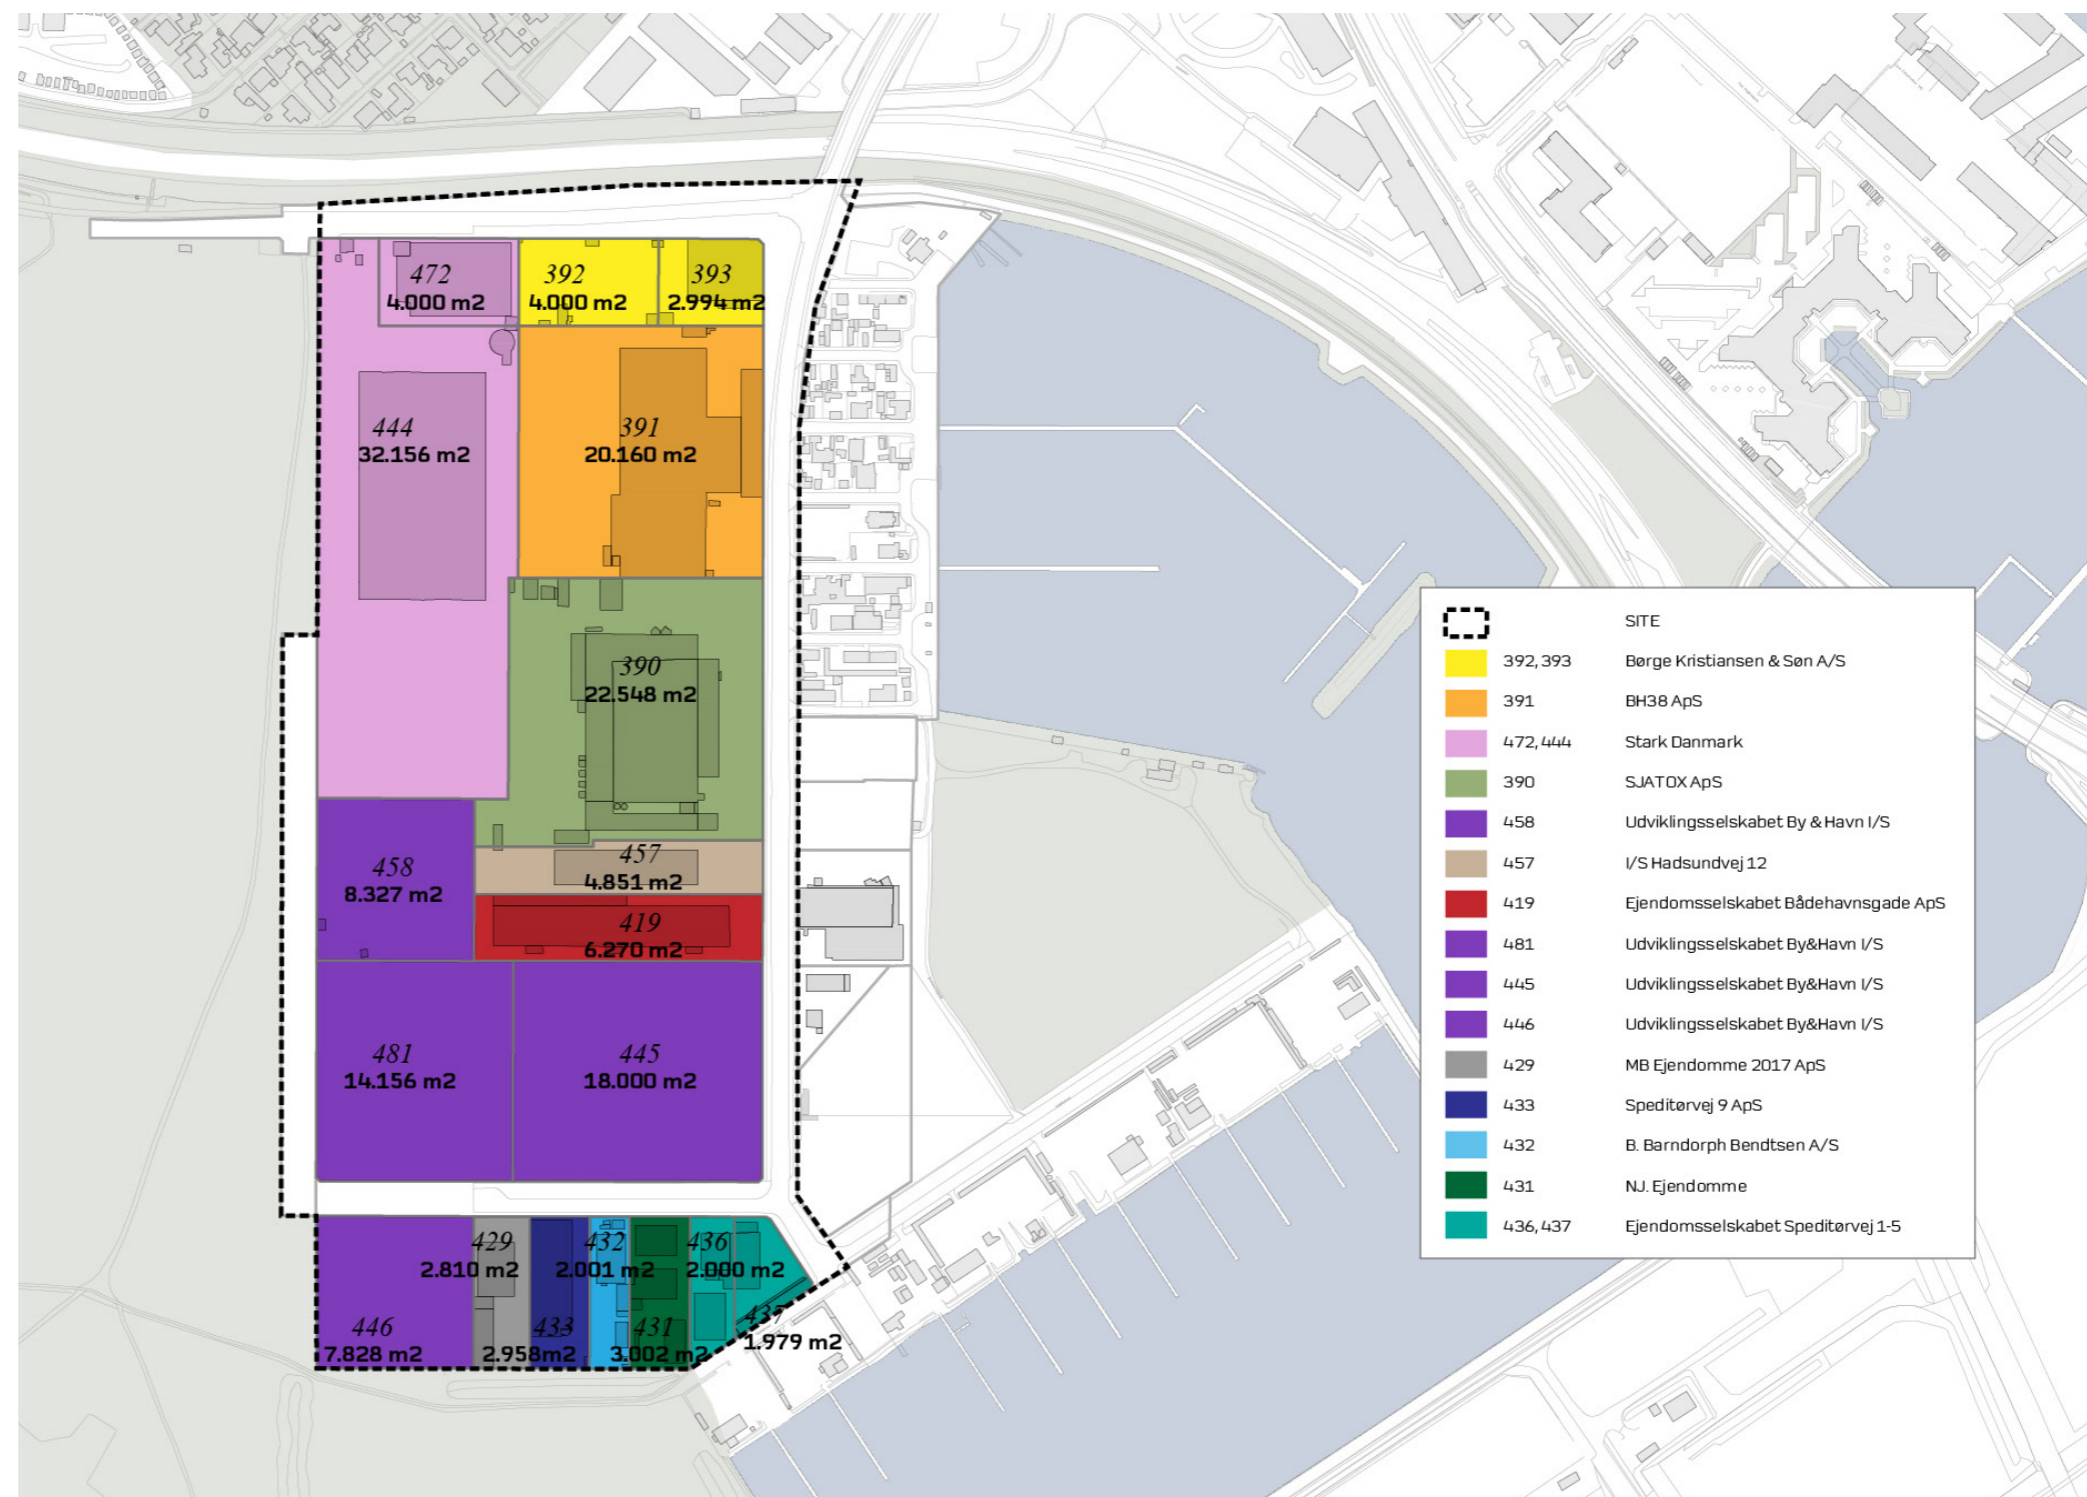 472
4.000 m2
392
4.000 m2
393
2.994 m2
444
32.156 m2
391
20.160 m2
390
22.548 m2
457
4.851 m2
458
8.327 m2
419
6.270 m2
481
14.156 m2
445
18.000 m2
429
2.810 m2
432
2.001 m2
436
2.000 m2
446
7.828 m2
433
2.958m2
431
3.002 m2
437
1.979 m2
SITE
392, 393 Børge Kristiansen & Søn A/S
391 BH38 ApS
472, 444 Stark Danmark
390 SJATOX ApS
458 Udviklingsselskabet By & Havn I/S
457 I/S Hadsundvej 12
419 Ejendomsselskabet Bådehavnsgade ApS
481 Udviklingsselskabet By&Havn I/S
445 Udviklingsselskabet By&Havn I/S
446 Udviklingsselskabet By&Havn I/S
429 MB Ejendomme 2017 ApS
433 Speditørvej 9 ApS
432 B. Barndorph Bendtsen A/S
431 NJ. Ejendomme
436, 437 Ejendomsselskabet Speditørvej 1-5